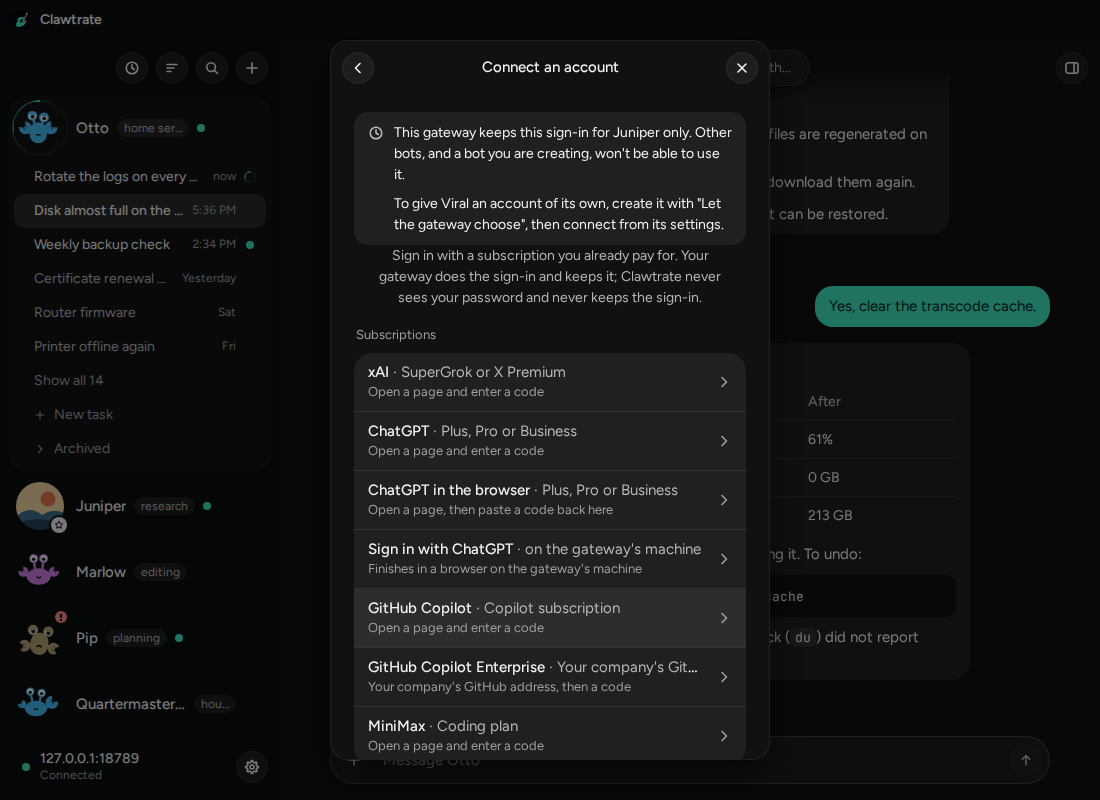 Clawtrate
Otto
home ser...
Rotate the logs on every ...
now
Disk almost full on the ...
5:36 PM
Weekly backup check
2:34 PM
Certificate renewal ...
Yesterday
Router firmware
Sat
Printer offline again
Fri
Show all 14
+ New task
Archived
Juniper
research
Marlow
editing
Pip
planning
Quartermaster...
hou...
127.0.0.1:18789
Connected
Connect an account
This gateway keeps this sign-in for Juniper only. Other
bots, and a bot you are creating, won't be able to use
it.
To give Viral an account of its own, create it with "Let
the gateway choose", then connect from its settings.
Sign in with a subscription you already pay for. Your
gateway does the sign-in and keeps it; Clawtrate never
sees your password and never keeps the sign-in.
Subscriptions
xAI · SuperGrok or X Premium
Open a page and enter a code
ChatGPT · Plus, Pro or Business
Open a page and enter a code
ChatGPT in the browser · Plus, Pro or Business
Open a page, then paste a code back here
Sign in with ChatGPT · on the gateway's machine
Finishes in a browser on the gateway's machine
GitHub Copilot · Copilot subscription
Open a page and enter a code
GitHub Copilot Enterprise · Your company's Git...
Your company's GitHub address, then a code
MiniMax · Coding plan
Open a page and enter a code
Message Otto
th...
files are regenerated on
download them again.
t can be restored.
Yes, clear the transcode cache.
After
61%
0 GB
213 GB
ng it. To undo:
cache
ck ( du ) did not report